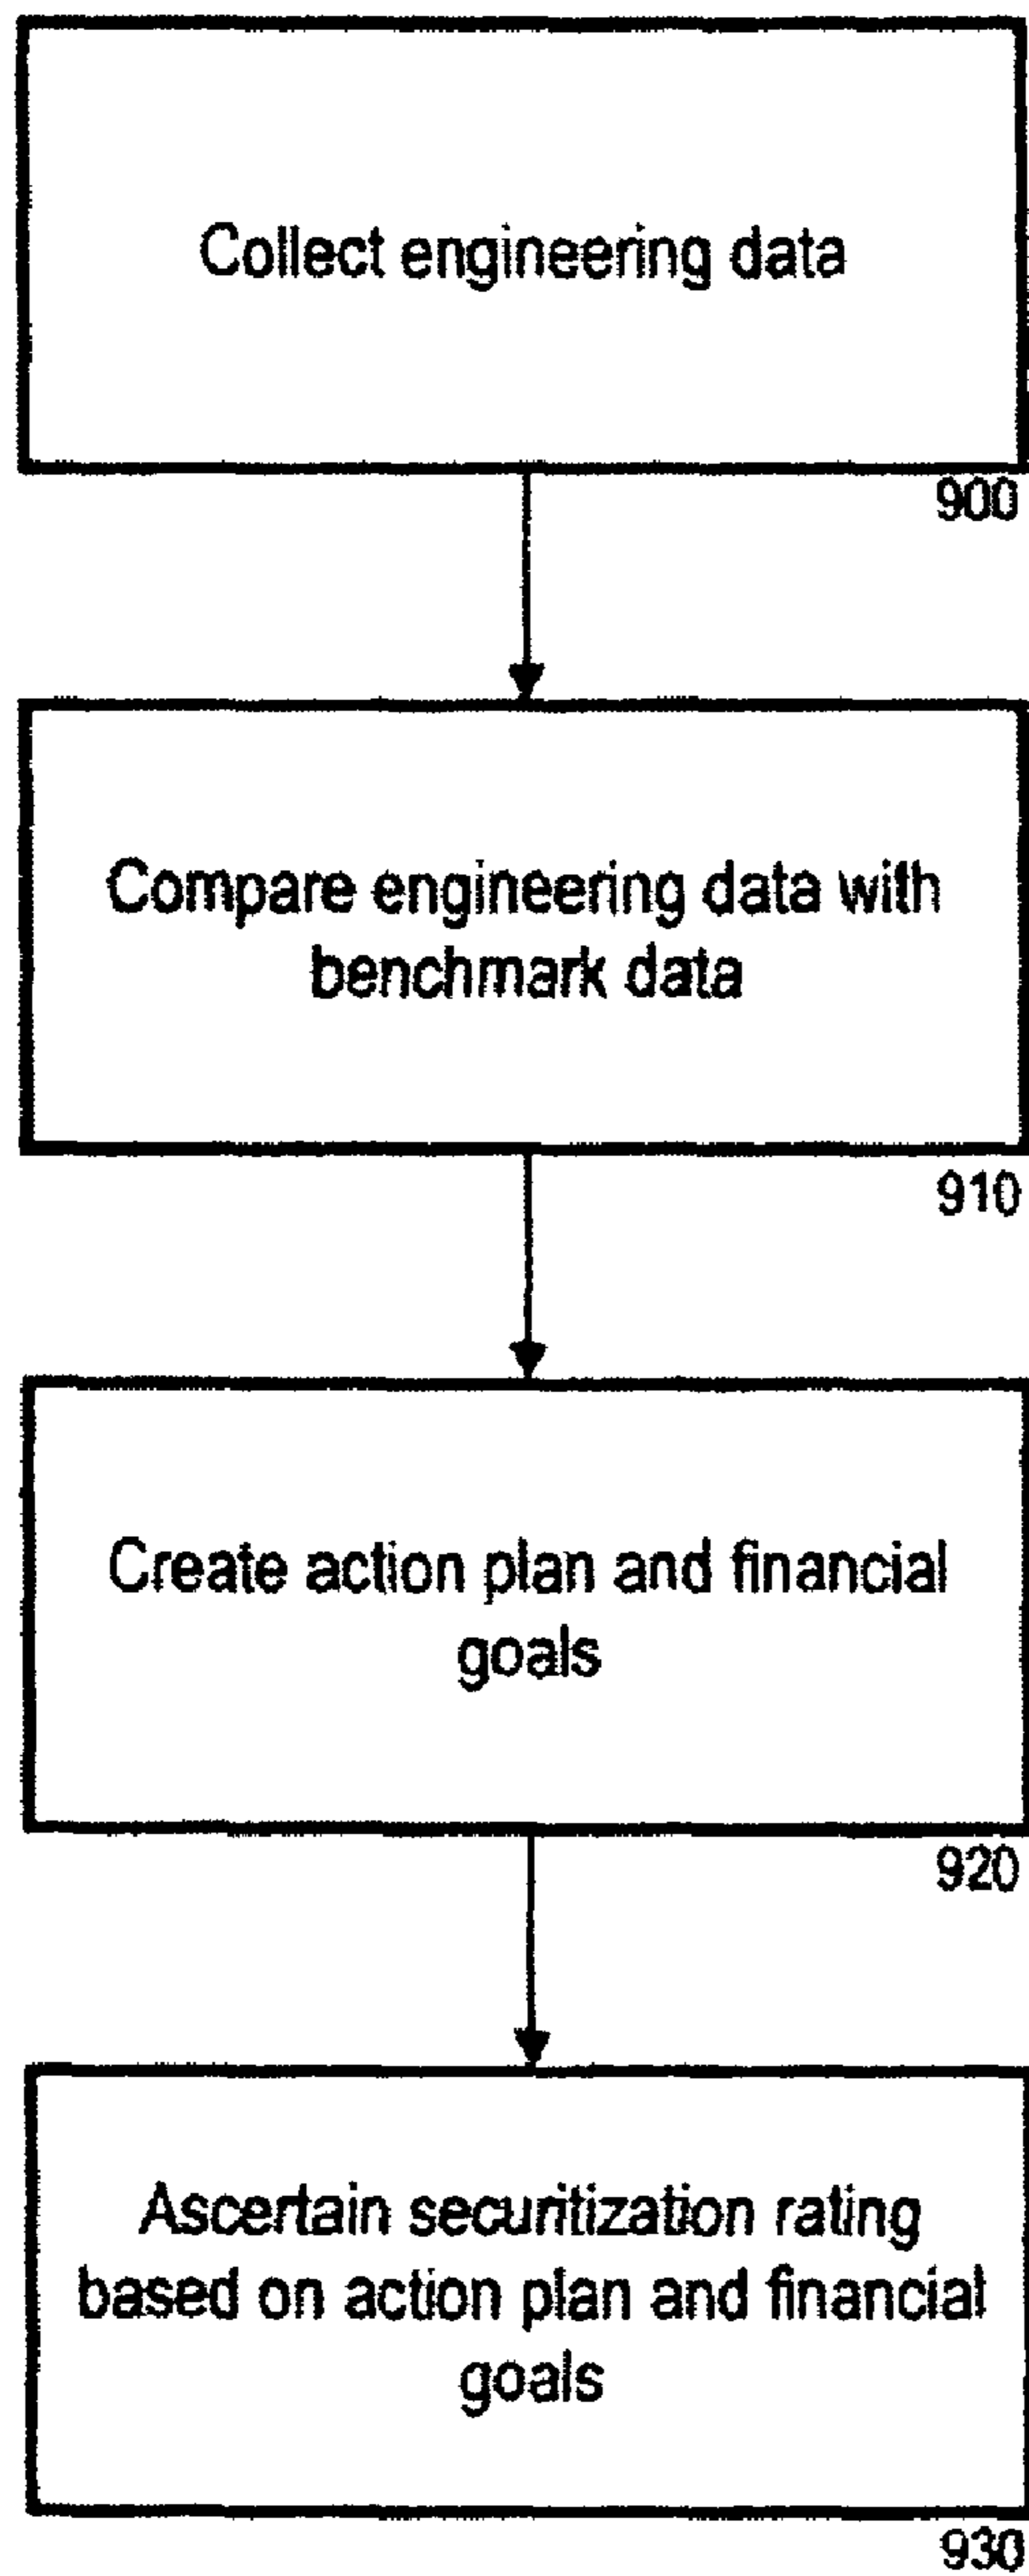 Collect engineering data
900
Compare engineering data with
benchmark data
910
Create action plan and financial
goals
920
Ascertain securitization rating
based on action plan and financial
goals
930